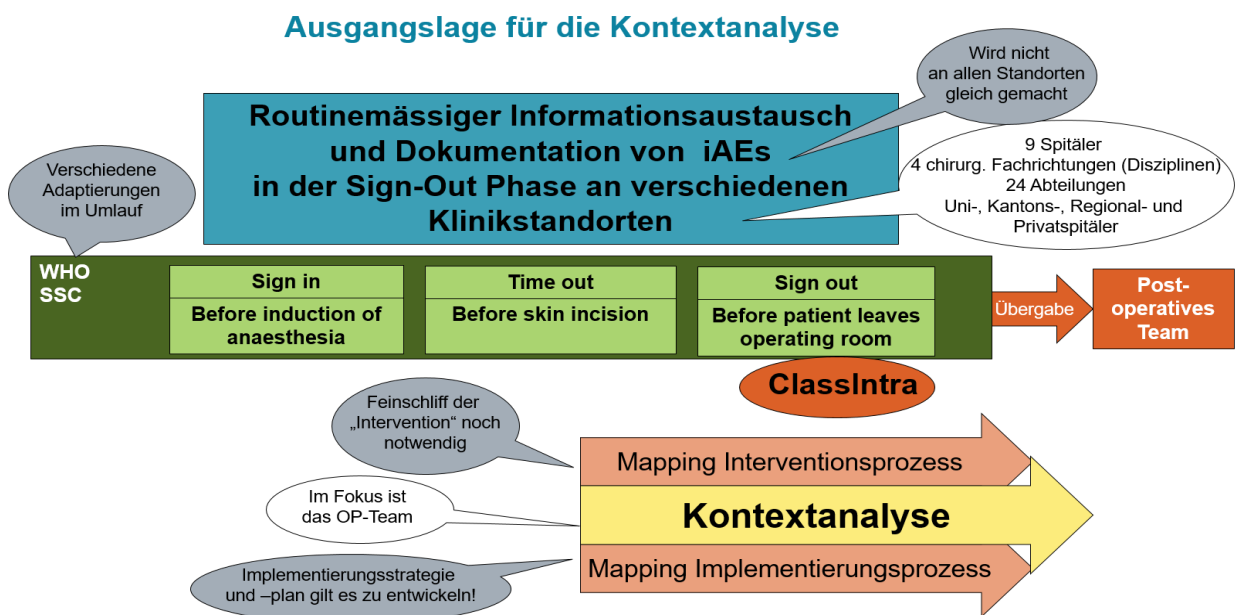 Ausgangslage für die Kontextanalyse
Wird nicht
an allen Standorten
gleich gemacht
Routinemässiger Informationsaustausch
und Dokumentation von iAEs
in der Sign-Out Phase an verschiedenen
Klinikstandorten
9 Spitäler
4 chirurg. Fachrichtungen (Disziplinen)
24 Abteilungen
Uni-, Kantons-, Regional- und
Privatspitäler
Verschiedene
Adaptierungen
im Umlauf
WHO
SSC
Sign in
Before induction of
anaesthesia
Time out
Before skin incision
Sign out
Before patient leaves
operating room
Übergabe
Post-
operatives
Team
ClassIntra
Feinschliff der
„Intervention“ noch
notwendig
Mapping Interventionsprozess
Im Fokus ist
das OP-Team
Kontextanalyse
Implementierungsstrategie
und –plan gilt es zu entwickeln!
Mapping Implementierungsprozess